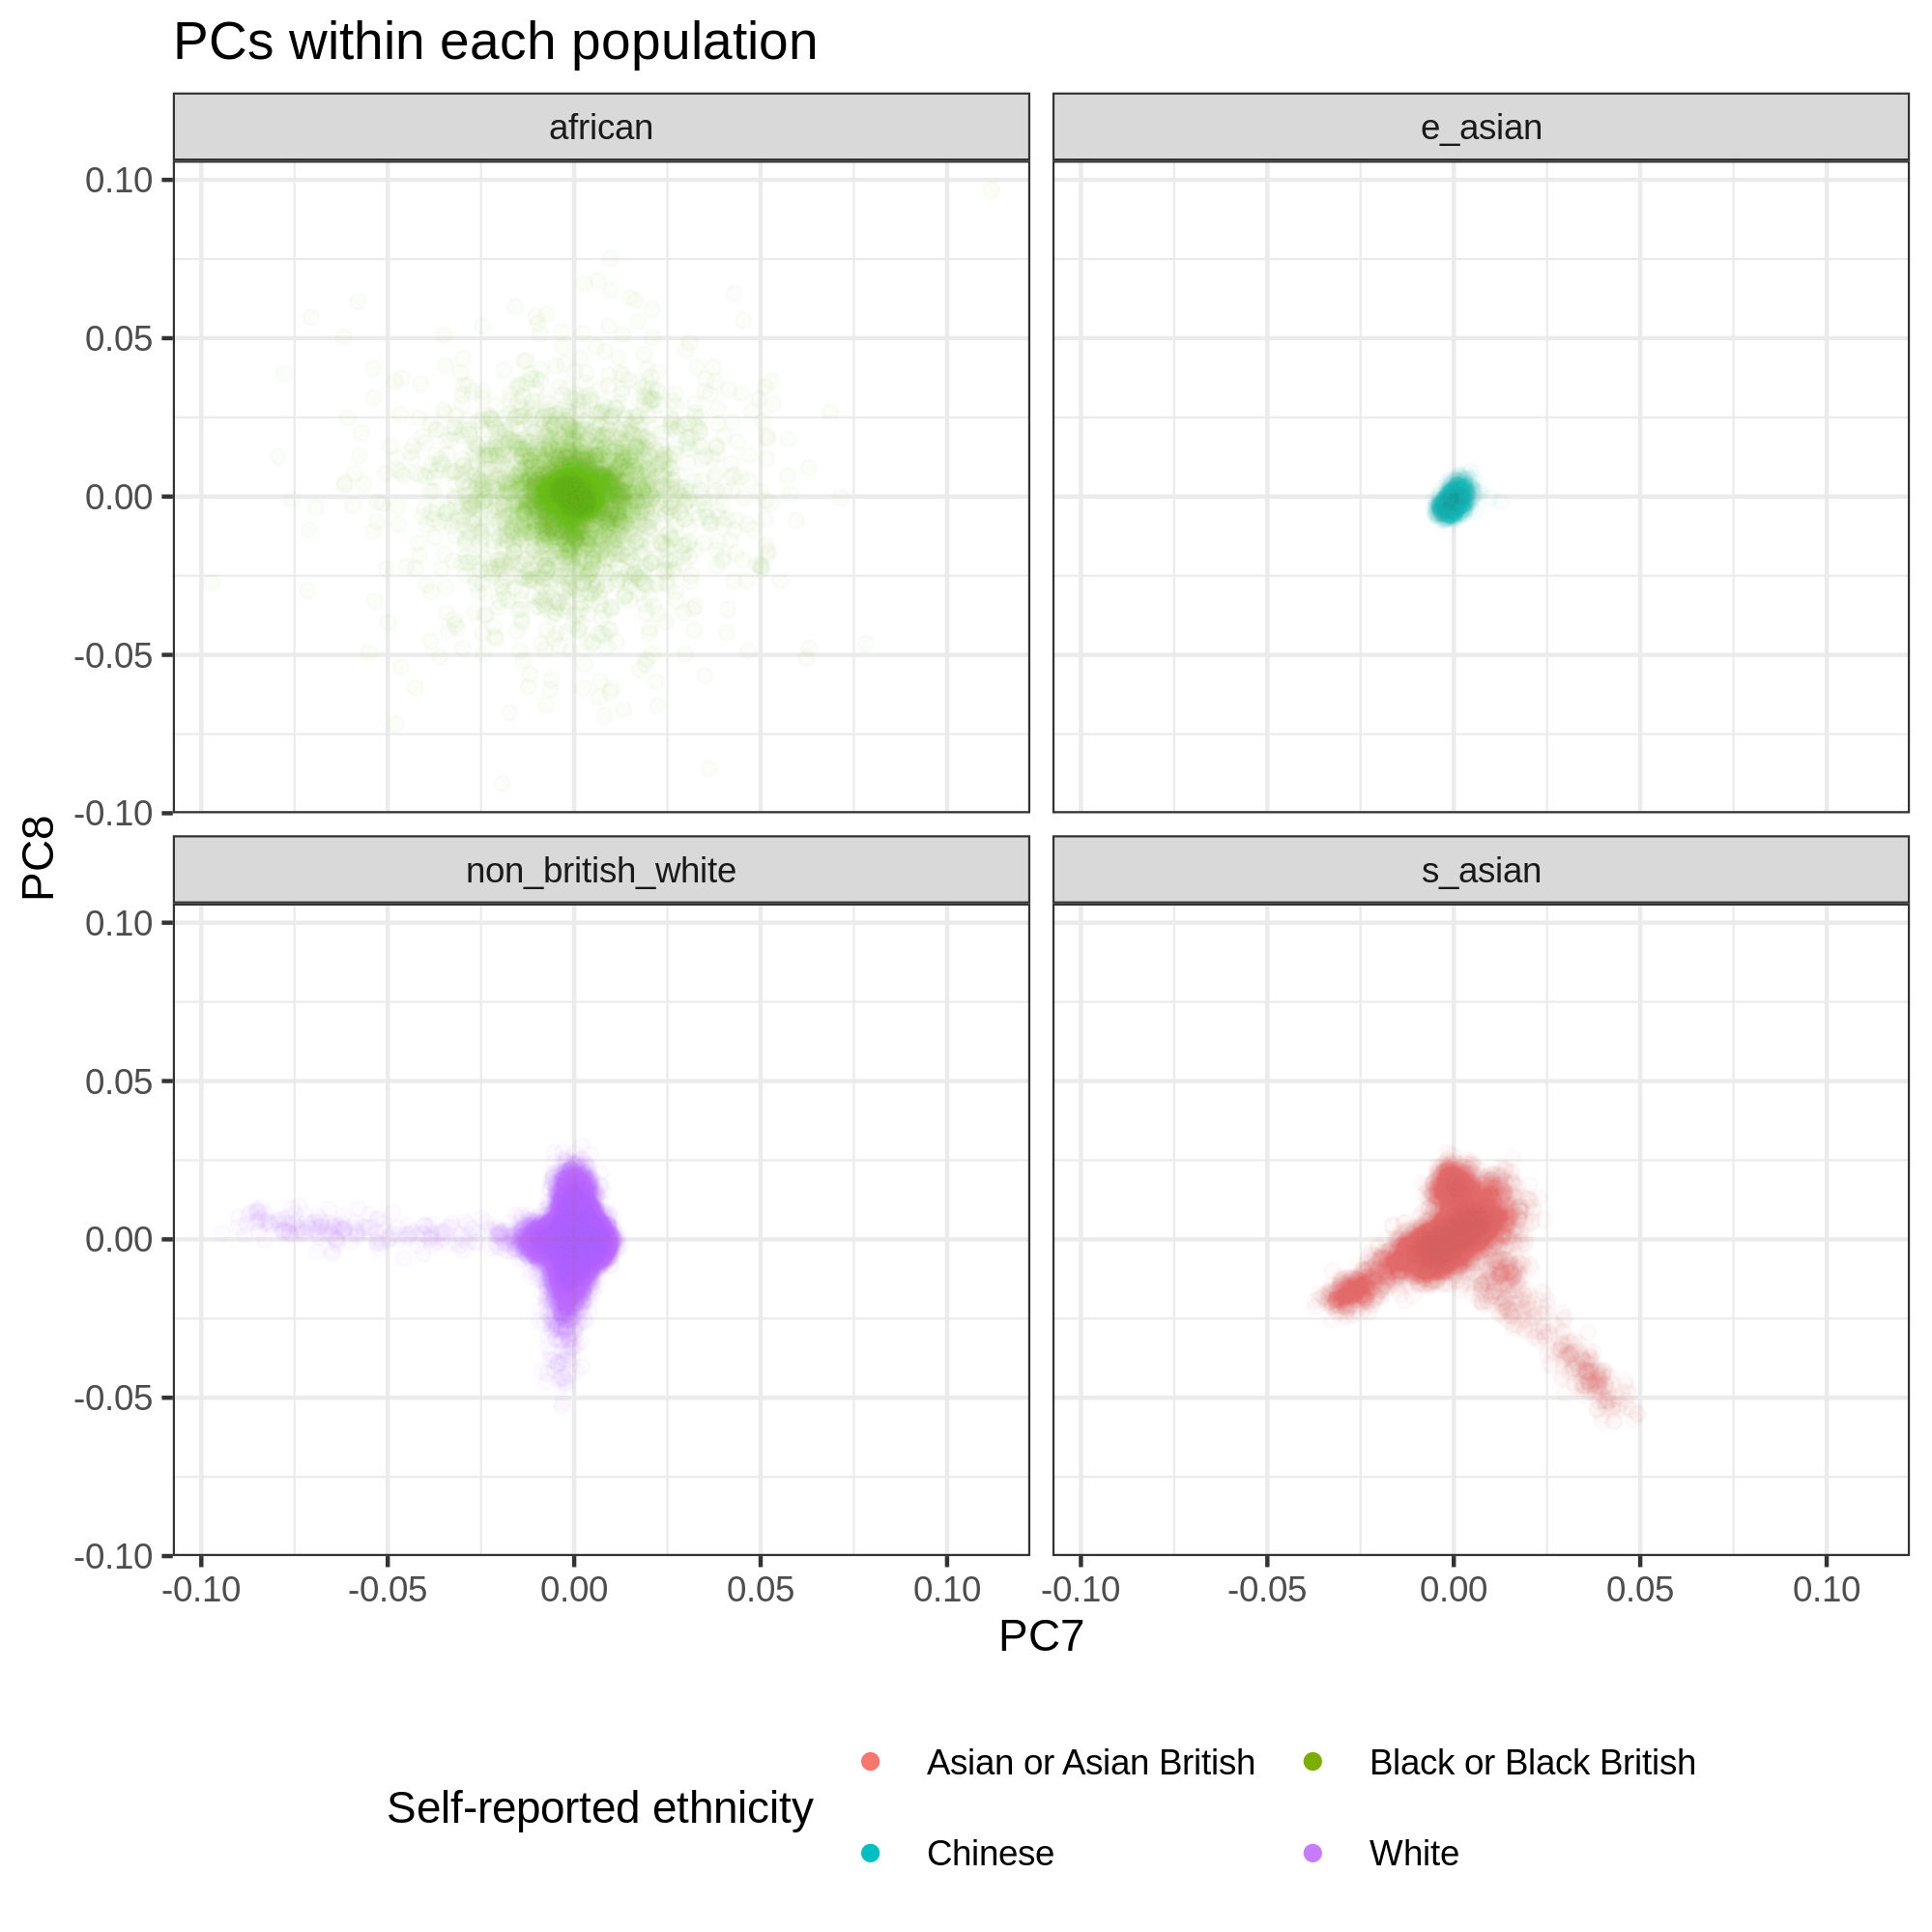 PCs within each population
african
e_asian
0.10
0.05
0.00
-0.05
-0.10
PC8
non_british_white
s_asian
0.10
0.05
0.00
-0.05
-0.10
-0.10 -0.05 0.00 0.05 0.10
-0.10 -0.05 0.00 0.05 0.10
PC7
Self-reported ethnicity
Asian or Asian British
Black or Black British
Chinese
White